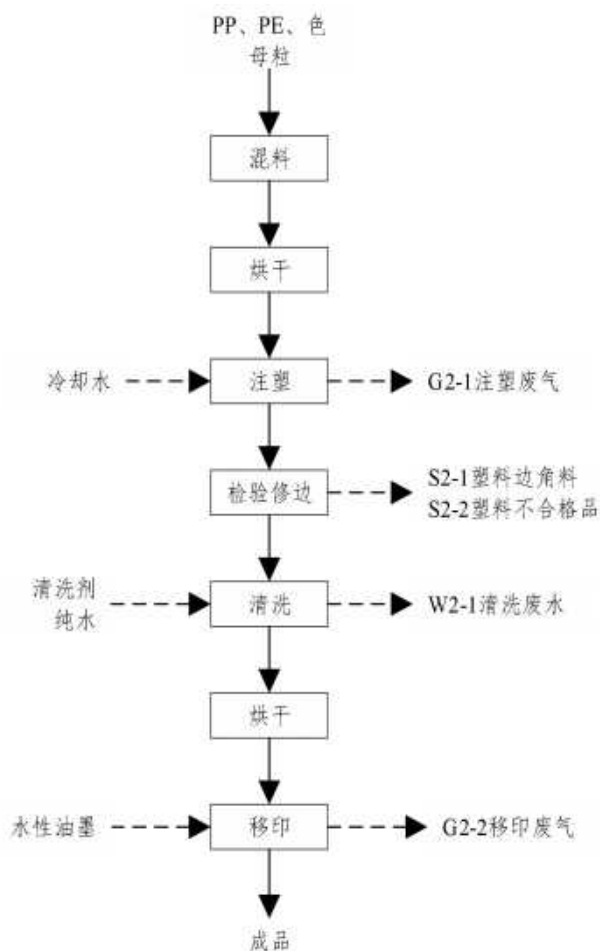 PP、PE、色
母粒
混料
烘干
冷却水
注塑
G2-1注塑废气
检验修边
S2-1塑料边角料
S2-2塑料不合格品
清洗剂
纯水
清洗
W2-1清洗废水
烘干
水性油墨
移印
G2-2移印废气
成品